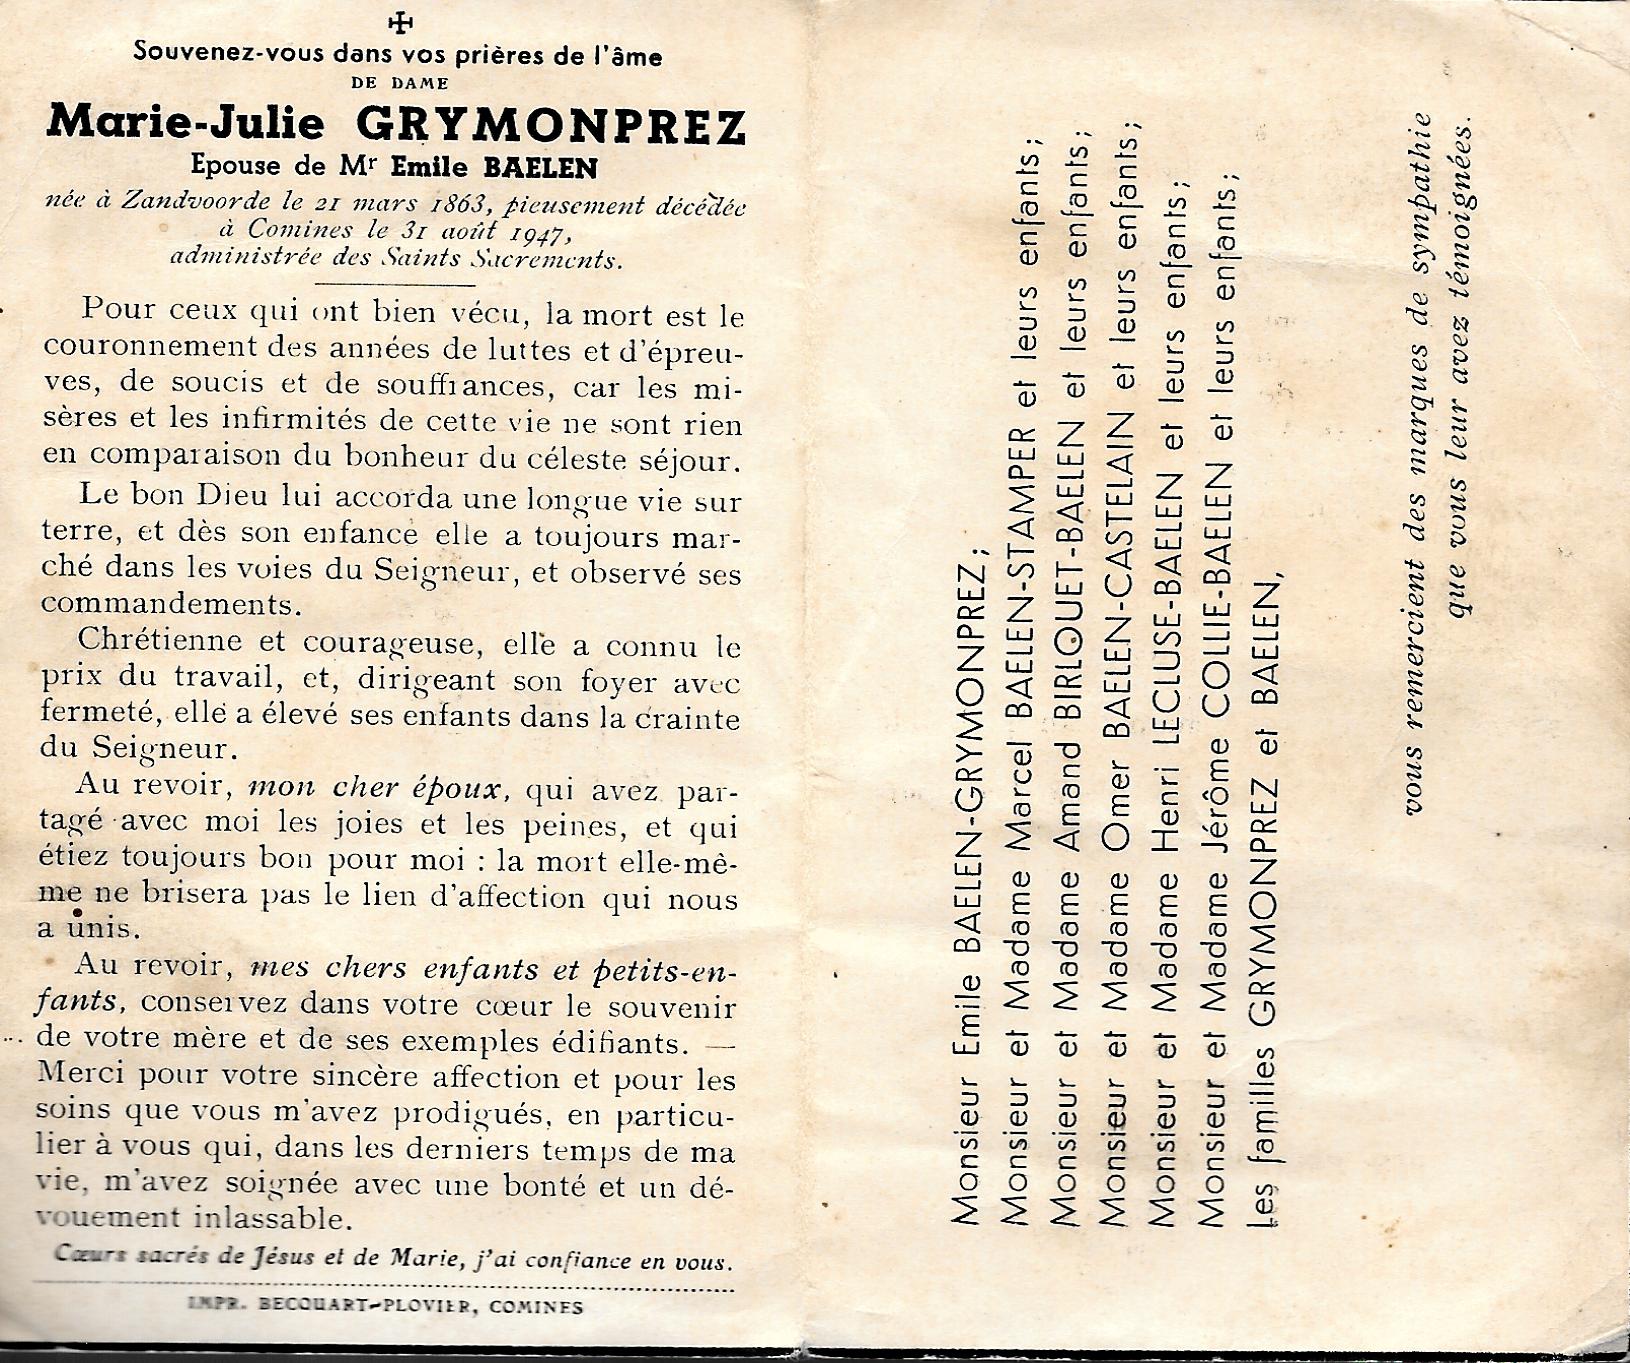 Souvenez-vous dans vos prières de l'âme
DE DAME
Marie-Julie GRYMONPREZ
Epouse de Mr Emile BAELEN
née à Zandvoorde le 21 mars 1863, pieusement décédée
à Comines le 31 août 1947,
administrée des Saints Sacrements.
Pour ceux qui ont bien vécu, la mort est le
couronnement des années de luttes et d'épreu-
ves, de soucis et de souffrances, car les mi-
sères et les infirmités de cette vie ne sont rien
en comparaison du bonheur du céleste séjour.
Le bon Dieu lui accorda une longue vie sur
terre, et dès son enfance elle a toujours mar-
ché dans les voies du Seigneur, et observé ses
commandements.
Chrétienne et courageuse, elle a connu le
prix du travail, et, dirigeant son foyer avec
fermeté, elle a élevé ses enfants dans la crainte
du Seigneur.
Au revoir, mon cher époux, qui avez par-
tagé avec moi les joies et les peines, et qui
étiez toujours bon pour moi : la mort elle-mê-
me ne brisera pas le lien d'affection qui nous
a unis.
Au revoir, mes chers enfants et petits-en-
fants, conservez dans votre cœur le souvenir
de votre mère et de ses exemples édifiants. —
Merci pour votre sincère affection et pour les
soins que vous m'avez prodigués, en particu-
lier à vous qui, dans les derniers temps de ma
vie, m'avez soignée avec une bonté et un dé-
vouement inlassable.
Cœurs sacrés de Jésus et de Marie, j'ai confiance en vous.
IMPR. BECQUART-PLOVIER, COMINES
Monsieur Emile BAELEN-GRYMONPREZ ;
Monsieur et Madame Marcel BAELEN-STAMPER et leurs enfants ;
Monsieur et Madame Amand BIRLOUET-BAELEN et leurs enfants ;
Monsieur et Madame Omer BAELEN-CASTELAIN et leurs enfants ;
Monsieur et Madame Henri LECLUSE-BAELEN et leurs enfants ;
Monsieur et Madame Jérôme COLLIE-BAELEN et leurs enfants ;
Les familles GRYMONPREZ et BAELEN,
vous remercient des marques de sympathie
que vous leur avez témoignées.